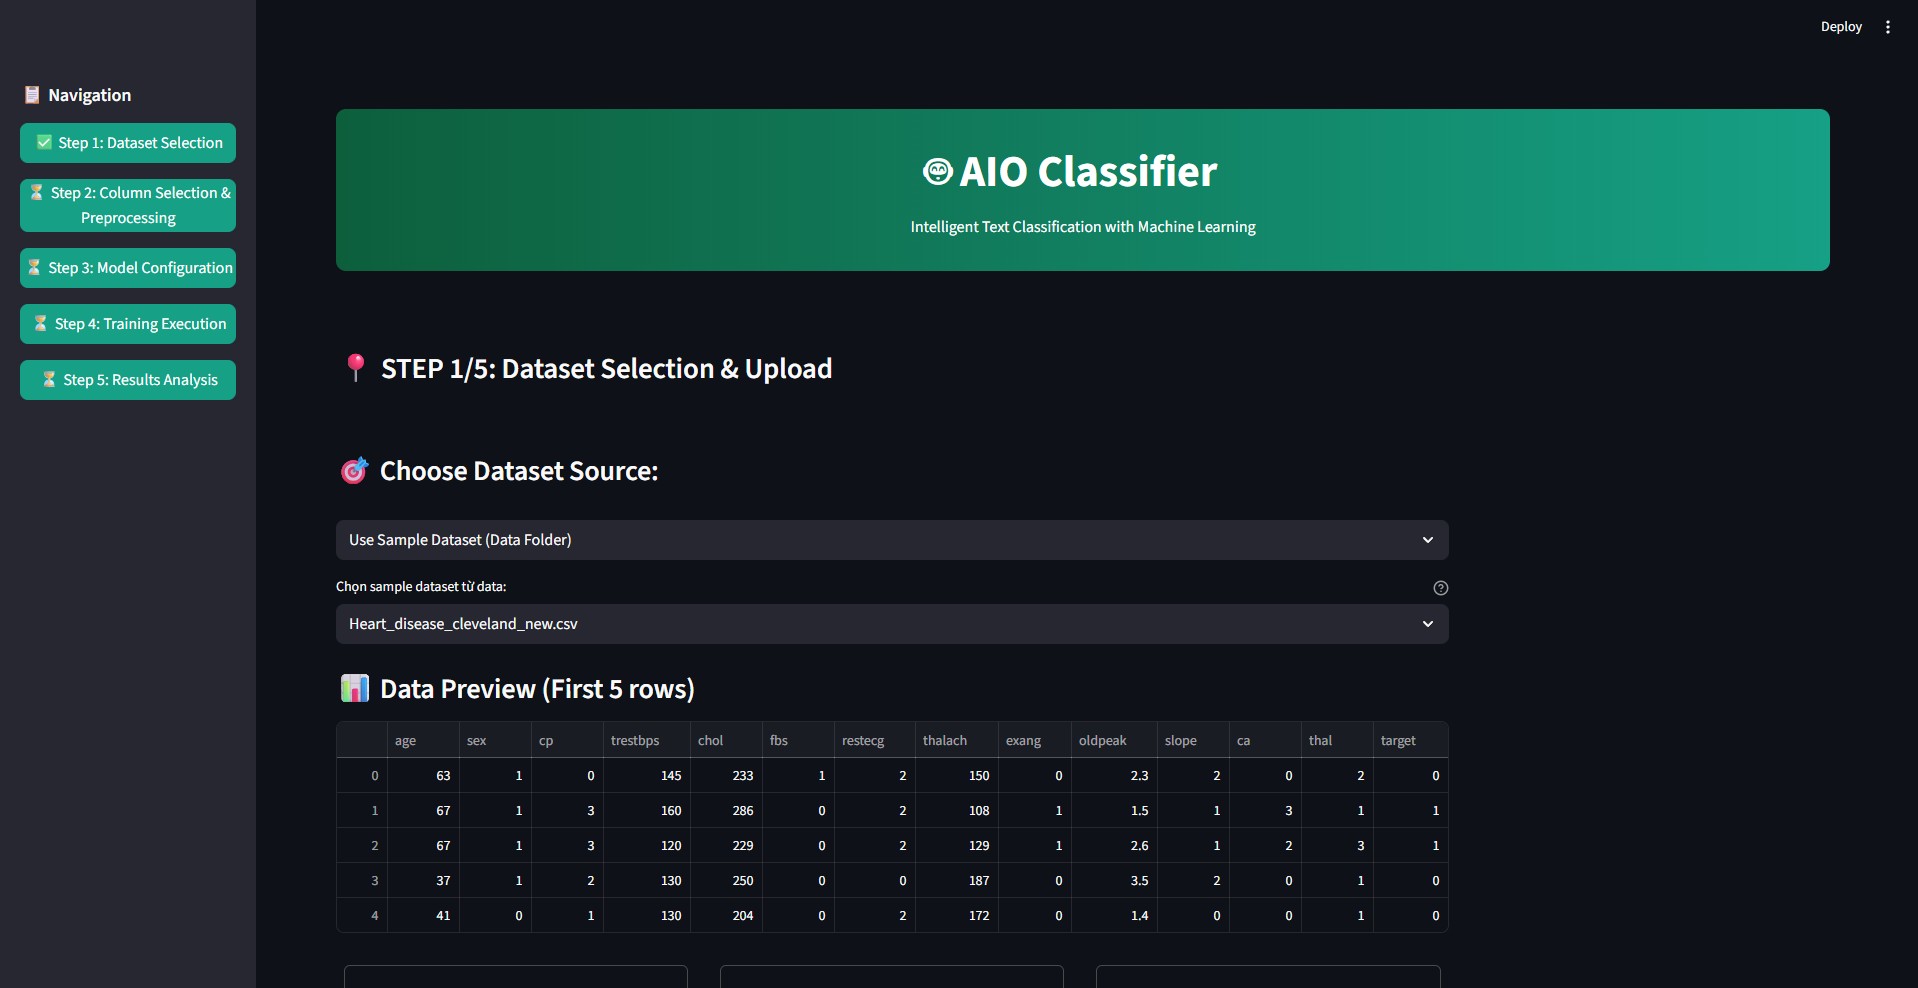 Deploy
Navigation
Step 1: Dataset Selection
Step 2: Column Selection &
Preprocessing
Step 3: Model Configuration
Step 4: Training Execution
Step 5: Results Analysis
AIO Classifier
Intelligent Text Classification with Machine Learning
STEP 1/5: Dataset Selection & Upload
Choose Dataset Source:
Use Sample Dataset (Data Folder)
Chọn sample dataset từ data:
Heart_disease_cleveland_new.csv
Data Preview (First 5 rows)
age sex cp trestbps chol fbs restecg thalach exang oldpeak slope ca thal target
0 63 1 0 145 233 1 2 150 0 2.3 2 0 2 0
1 67 1 3 160 286 0 2 108 1 1.5 1 3 1 1
2 67 1 3 120 229 0 2 129 1 2.6 1 2 3 1
3 37 1 2 130 250 0 0 187 0 3.5 2 0 1 0
4 41 0 1 130 204 0 2 172 0 1.4 0 0 1 0